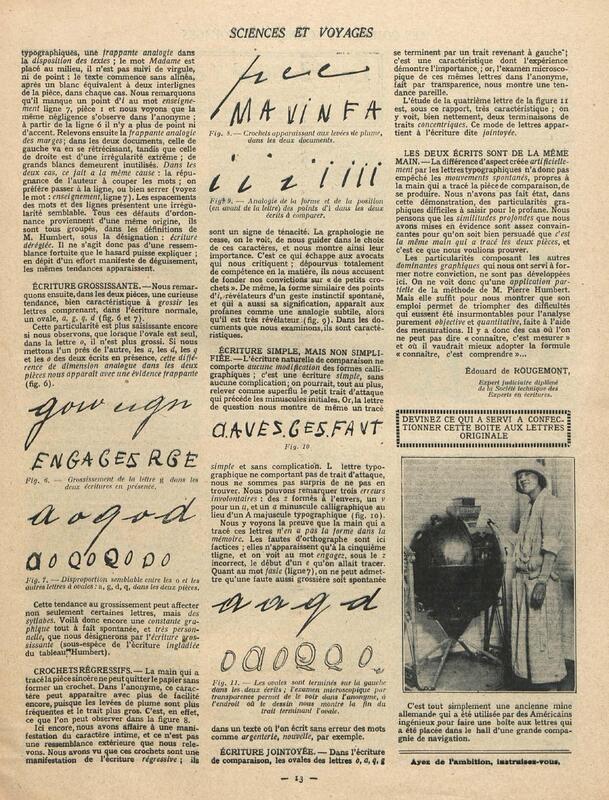 SCIENCES ET VOYAGES
typographiques, une frappante analogie dans
la disposition des textes ; le mot Madame est
placé au milieu, il n'est pas suivi de virgule,
ni de point ; le texte commence sans alinéa,
après un blanc équivalent à deux interlignes
de la pièce, dans chaque cas. Nous remarquons
qu'il manque un point d'i au mot enseigne-
ment ligne 7, pièce 1 et nous voyons que la
même négligence s'observe dans l'anonyme ;
à partir de la ligne 6 il n'y a plus de point ni
d'accent. Relevons ensuite la frappante analogie
des marges ; dans les deux documents, celle de
gauche va en se rétrécissant, tandis que celle
de droite est d'une irrégularité extrême ; de
grands blancs demeurent inutilisés. Dans les
deux cas, ce fait a la même cause : la répu-
gnance de l'auteur à couper les mots ; on
préfère passer à la ligne, ou bien serrer (voyez
le mot : enseignement, ligne 7). Les espacements
des mots et des lignes présentent une irrégula-
rité semblable. Tous ces défauts d'ordon-
nance proviennent d'une même origine, ils
sont tous groupés, dans les définitions de
M. Humbert, sous la désignation : écriture
déréglée. Il ne s'agit donc pas d'une ressem-
blance fortuite que le hasard puisse expliquer ;
en dépit d'un effort manifeste de déguisement,
les mêmes tendances apparaissent.
ÉCRITURE GROSSISSANTE. — Nous remar-
quons ensuite, dans les deux pièces, une curieuse
tendance, bien caractéristique à grossir les
lettres comprenant, dans l'écriture normale,
un ovale, a, g, q, d (fig. 6 et 7).
Cette particularité est plus saisissante encore
si nous observons, que lorsque l'ovale est seul,
dans la lettre o, il n'est plus grossi. Si nous
mettons l'un près de l'autre, les a, les d, les g
et les o des deux écrits en présence, cette diffé-
rence de dimension analogue dans les deux
pièces nous apparaît avec une évidence frappante
(fig. 6).
gow ugn
ENGAGES RGE
Fig. 6. — Grossissement de la lettre g dans les
deux écritures en présence.
a o g o d
a o Q o Q D o
Fig. 7. — Disproportion semblable entre les o et les
autres lettres à ovales : a, g, d, q, dans les deux pièces.
Cette tendance au grossissement peut affecter
non seulement certaines lettres, mais des
syllabes. Voilà donc encore une constante gra-
phique tout à fait spontanée, et très person-
nelle, que nous désignerons par l'écriture gros-
sissante (sous-espèce de l'écriture inégalisée
du tableau Humbert).
CROCHETS RÉGRESSIFS. — La main qui a
tracé la pièce sincère ne peut quitter le papier sans
former un crochet. Dans l'anonyme, ce carac-
tère peut apparaître avec plus de facilité
encore, puisque les levées de plume sont plus
fréquentes et le trait plus gros. C'est, en effet,
ce que l'on peut observer dans la figure 8.
Ici encore, nous avons affaire à une mani-
festation du caractère intime, et ce n'est pas
une ressemblance extérieure que nous rele-
vons. Nous avons vu que ces crochets sont une
manifestation de l'écriture régressive ; ils
MAVINFA
Fig. 8. — Crochets apparaissant aux levées de plume,
dans les deux documents.
i i i i i i i
Fig. 9. — Analogie de la forme et de la position
(en avant de la lettre) des points d'i dans les deux
écrits à comparer.
sont un signe de ténacité. La graphologie ne
cesse, on le voit, de nous guider dans le choix
de ces caractères, et nous montre ainsi leur
importance. C'est ce qui échappe aux avocats
qui nous critiquent ; dépourvus totalement
de compétence en la matière, ils nous accusent
de fonder nos convictions sur « de petits cro-
chets ». De même, la forme similaire des points
d'i, révélateurs d'un geste instinctif spontané,
et qui a aussi sa signification, apparaît aux
profanes comme une analogie subtile, alors
qu'il est très révélateur (fig. 9). Dans les do-
cuments que nous examinons, ils sont caracté-
ristiques.
ÉCRITURE SIMPLE, MAIS NON SIMPLI-
FIÉE. — L'écriture naturelle de comparaison ne
comporte aucune modification des formes calli-
graphiques ; c'est une écriture simple, sans
aucune complication ; on pourrait, tout au plus,
relever comme superflu le petit trait d'attaque
qui précède les minuscules initiales. Or, la lettre
de question nous montre de même un tracé
aAVES.GES.FAUT
Fig. 10
simple et sans complication. L lettre typo-
graphique ne comportant pas de trait d'attaque,
nous ne sommes pas surpris de ne pas en
trouver. Nous pouvons remarquer trois erreurs
involontaires : des z formés à l'envers, un v
pour un u, et un a minuscule calligraphique au
lieu d'un A majuscule typographique (fig. 10).
Nous y voyons la preuve que la main qui a
tracé ces lettres n'en a pas la forme dans la
mémoire. Les fautes d'orthographe sont ici
factices ; elles n'apparaissent qu'à la cinquième
ligne, et on voit au mot engagez, sous le z
incorrect, le début d'un s qu'on allait tracer.
Quant au mot fasle (ligne 7), on ne peut admet-
tre qu'une faute aussi grossière soit spontanée
a a g d
O a O a Q Q O
Fig. 11. — Les ovales sont terminés sur la gauche
dans les deux écrits ; l'examen microscopique par
transparence permet de le voir dans l'anonyme, à
l'endroit où le dessin nous montre la fin du
trait terminant l'ovale.
dans un texte où l'on écrit sans erreur des mots
comme argenterie, nouvelle, par exemple.
ÉCRITURE JOINTOYÉE. — Dans l'écriture
de comparaison, les ovales des lettres o, a, q, g
se terminent par un trait revenant à gauche ;
c'est une caractéristique dont l'expérience
démontre l'importance ; or, l'examen microsco-
pique de ces mêmes lettres dans l'anonyme,
fait par transparence, nous montre une ten-
dance pareille.
L'étude de la quatrième lettre de la figure 11
est, sous ce rapport, très caractéristique ; on
y voit, bien nettement, deux terminaisons de
traits concentriques. Ce mode de lettres appar-
tient à l'écriture dite jointoyée.
LES DEUX ÉCRITS SONT DE LA MÊME
MAIN. — La différence d'aspect créée artificielle-
ment par les lettres typographiques n'a donc pas
empêché les mouvements spontanés, propres à
la main qui a tracé la pièce de comparaison, de
se produire. Nous n'avons pas fait état, dans
cette démonstration, des particularités gra-
phiques difficiles à saisir pour le profane. Nous
pensons que les similitudes profondes que nous
avons mises en évidence sont assez convain-
cantes pour qu'on soit bien persuadé que c'est
la même main qui a tracé les deux pièces, et
c'est ce que nous voulions prouver.
Les particularités composant les autres
dominantes graphiques qui nous ont servi à for-
mer notre conviction, ne sont pas développées
ici. On ne voit donc qu'une application par-
tielle de la méthode de M. Pierre Humbert.
Mais elle suffit pour nous montrer que son
emploi permet de triompher des difficultés
qui eussent été insurmontables pour l'analyse
purement objective et quantitative, faite à l'aide
des mensurations. Il y a donc des cas où l'on
ne peut pas dire « connaître, c'est mesurer »
et où il vaudrait mieux adopter la formule
« connaître, c'est comprendre »...
Édouard de ROUGEMONT,
Expert judiciaire diplômé
de la Société technique des
Experts en écritures.
DEVINEZ CE QUI A SERVI A CONFEC-
TIONNER CETTE BOITE AUX LETTRES
ORIGINALE
C'est tout simplement une ancienne mine
allemande qui a été utilisée par des Américains
ingénieux pour faire une boîte aux lettres qui
a été placée dans le hall d'une grande compa-
gnie de navigation.
Ayez de l'ambition, instruisez-vous.
— 13 —